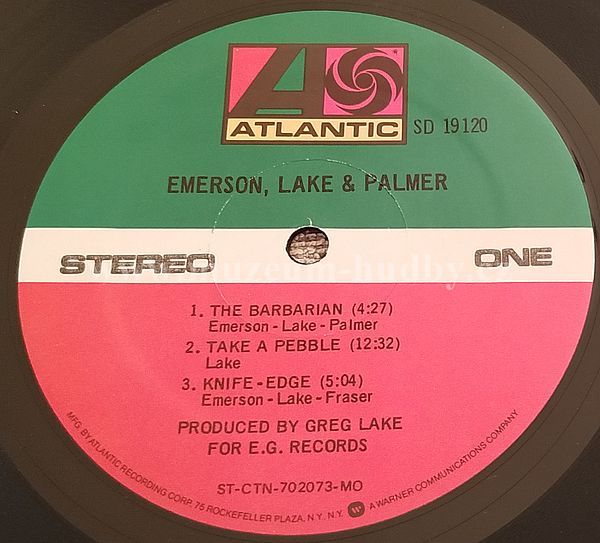 ATLANTIC
SD 19120
EMERSON, LAKE & PALMER
STEREO ONE
1. THE BARBARIAN (4:27)
Emerson - Lake - Palmer
2. TAKE A PEBBLE (12:32)
Lake
3. KNIFE - EDGE (5:04)
Emerson - Lake - Fraser
PRODUCED BY GREG LAKE
FOR E.G. RECORDS
ST-CTN-702073-MO
MFG. BY ATLANTIC RECORDING CORP. 75 ROCKEFELLER PLAZA, N.Y. N.Y. A WARNER COMMUNICATIONS COMPANY